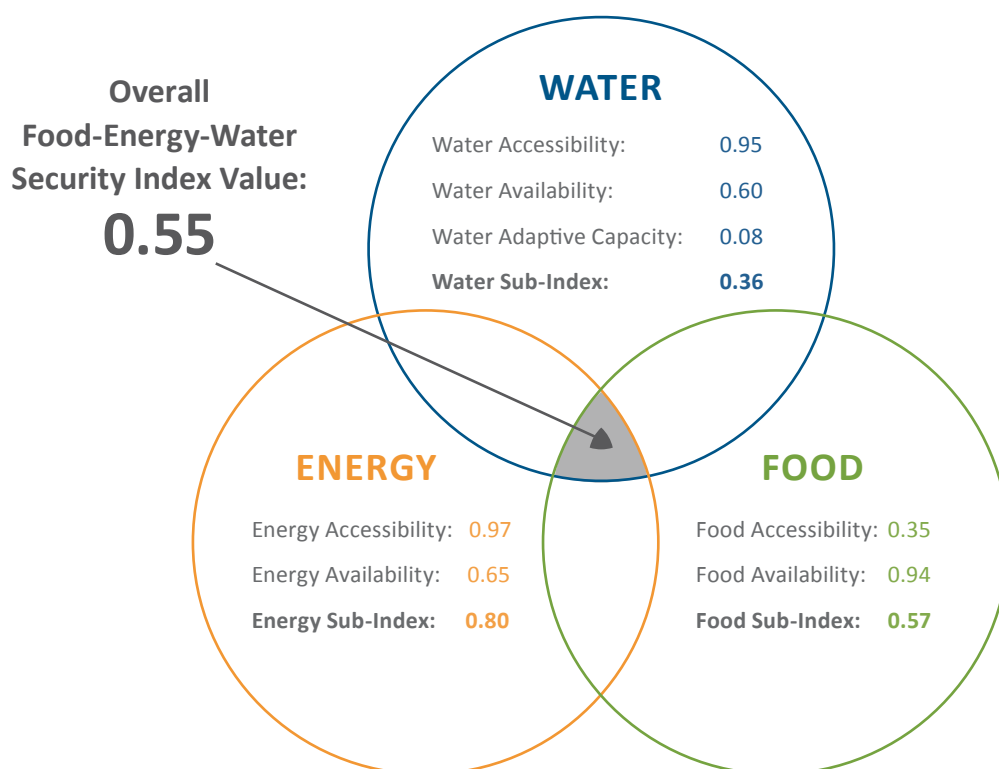 Overall
Food-Energy-Water
Security Index Value:
0.55
WATER
Water Accessibility: 0.95
Water Availability: 0.60
Water Adaptive Capacity: 0.08
Water Sub-Index: 0.36
ENERGY
Energy Accessibility: 0.97
Energy Availability: 0.65
Energy Sub-Index: 0.80
FOOD
Food Accessibility: 0.35
Food Availability: 0.94
Food Sub-Index: 0.57